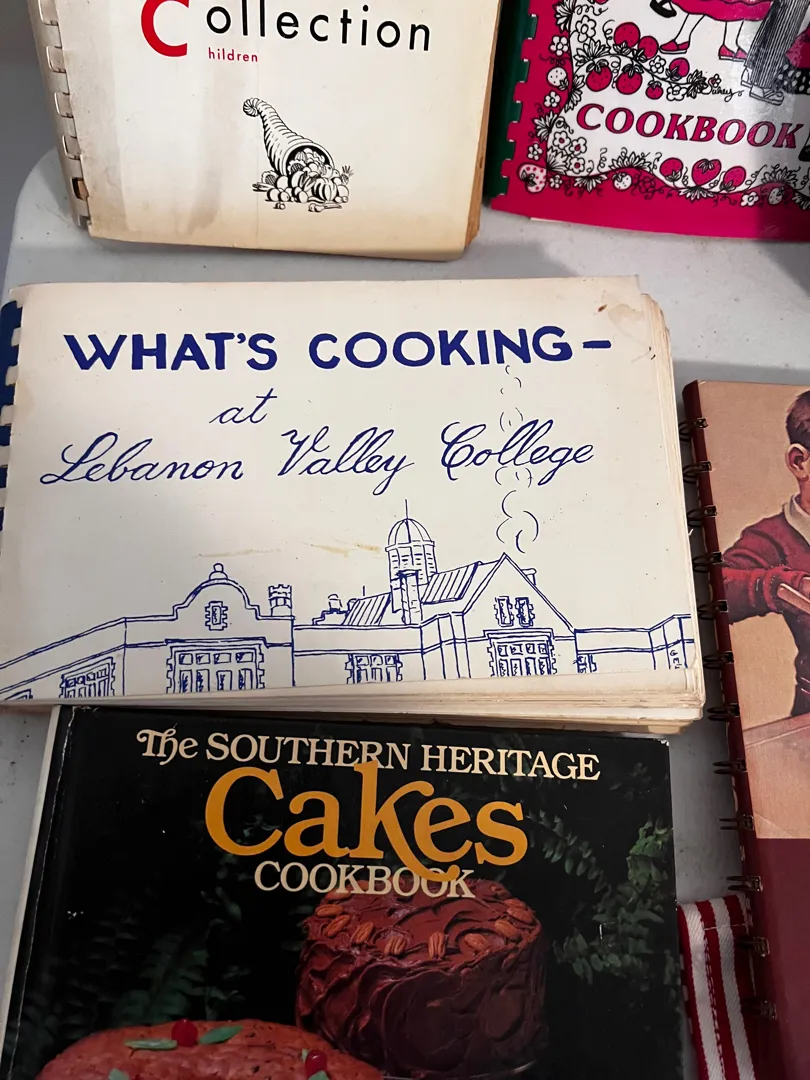 Collection
hildren
COOKBOOK
WHAT'S COOKING-
at
Lebanon Valley College
The SOUTHERN HERITAGE
Cakes
COOKBOOK